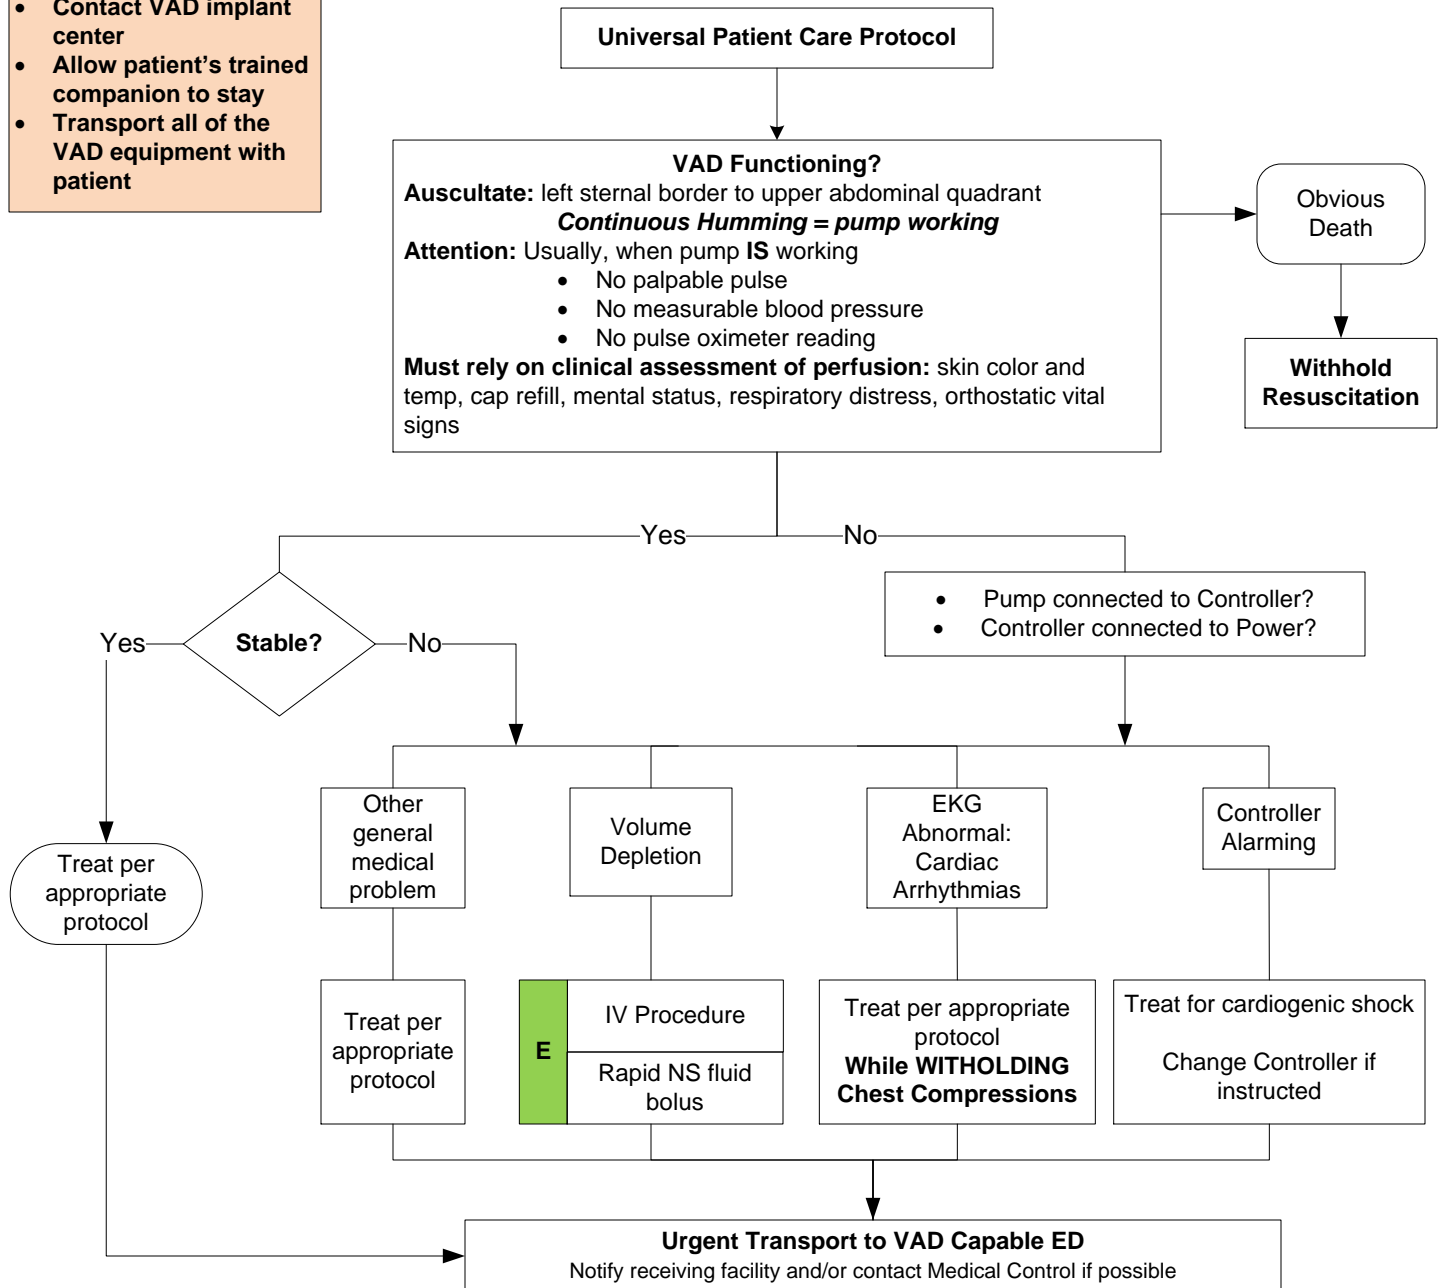 • Contact VAD implant
center
• Allow patient's trained
companion to stay
• Transport all of the
VAD equipment with
patient
Universal Patient Care Protocol
VAD Functioning?
Auscultate: left sternal border to upper abdominal quadrant
Continuous Humming = pump working
Attention: Usually, when pump IS working
• No palpable pulse
• No measurable blood pressure
• No pulse oximeter reading
Must rely on clinical assessment of perfusion: skin color and
temp, cap refill, mental status, respiratory distress, orthostatic vital
signs
Obvious
Death
Withhold
Resuscitation
Yes
No
• Pump connected to Controller?
• Controller connected to Power?
Yes
Stable?
No
Treat per
appropriate
protocol
Other
general
medical
problem
Volume
Depletion
EKG
Abnormal:
Cardiac
Arrhythmias
Controller
Alarming
Treat per
appropriate
protocol
E
IV Procedure
Rapid NS fluid
bolus
Treat per appropriate
protocol
While WITHOLDING
Chest Compressions
Treat for cardiogenic shock
Change Controller if
instructed
Urgent Transport to VAD Capable ED
Notify receiving facility and/or contact Medical Control if possible